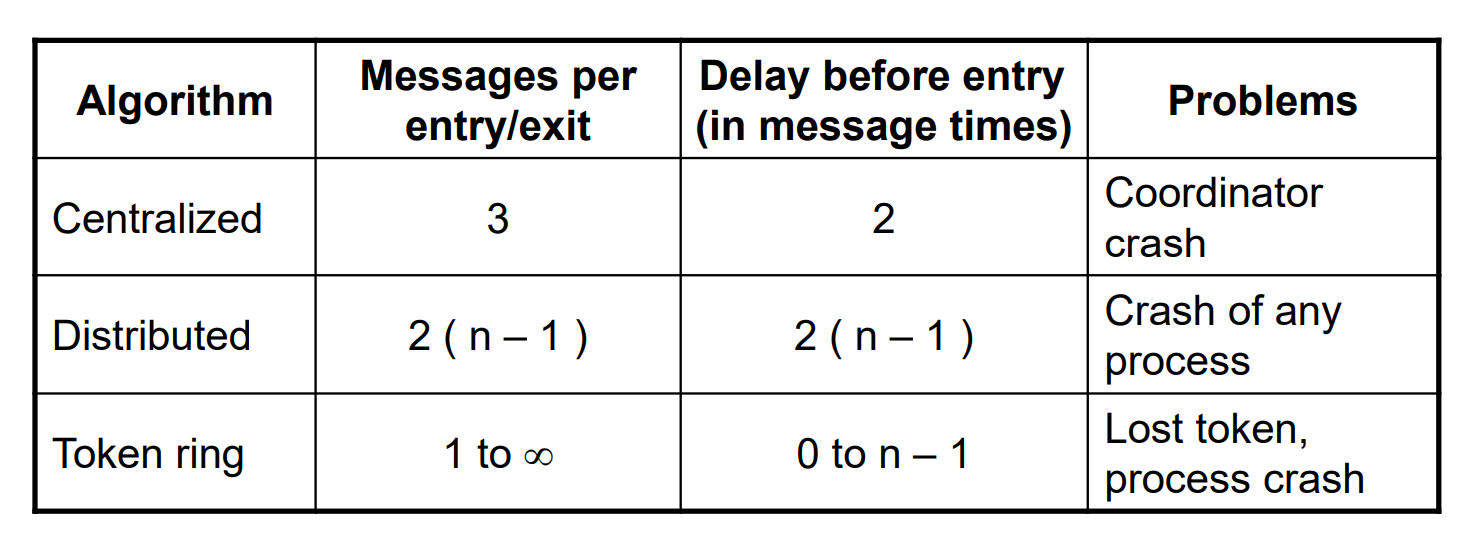 Algorithm
Messages per
entry/exit
Delay before entry
(in message times)
Problems
Centralized
3
2
Coordinator
crash
Distributed
2 ( n – 1 )
2 ( n – 1 )
Crash of any
process
Token ring
1 to ∞
0 to n – 1
Lost token,
process crash